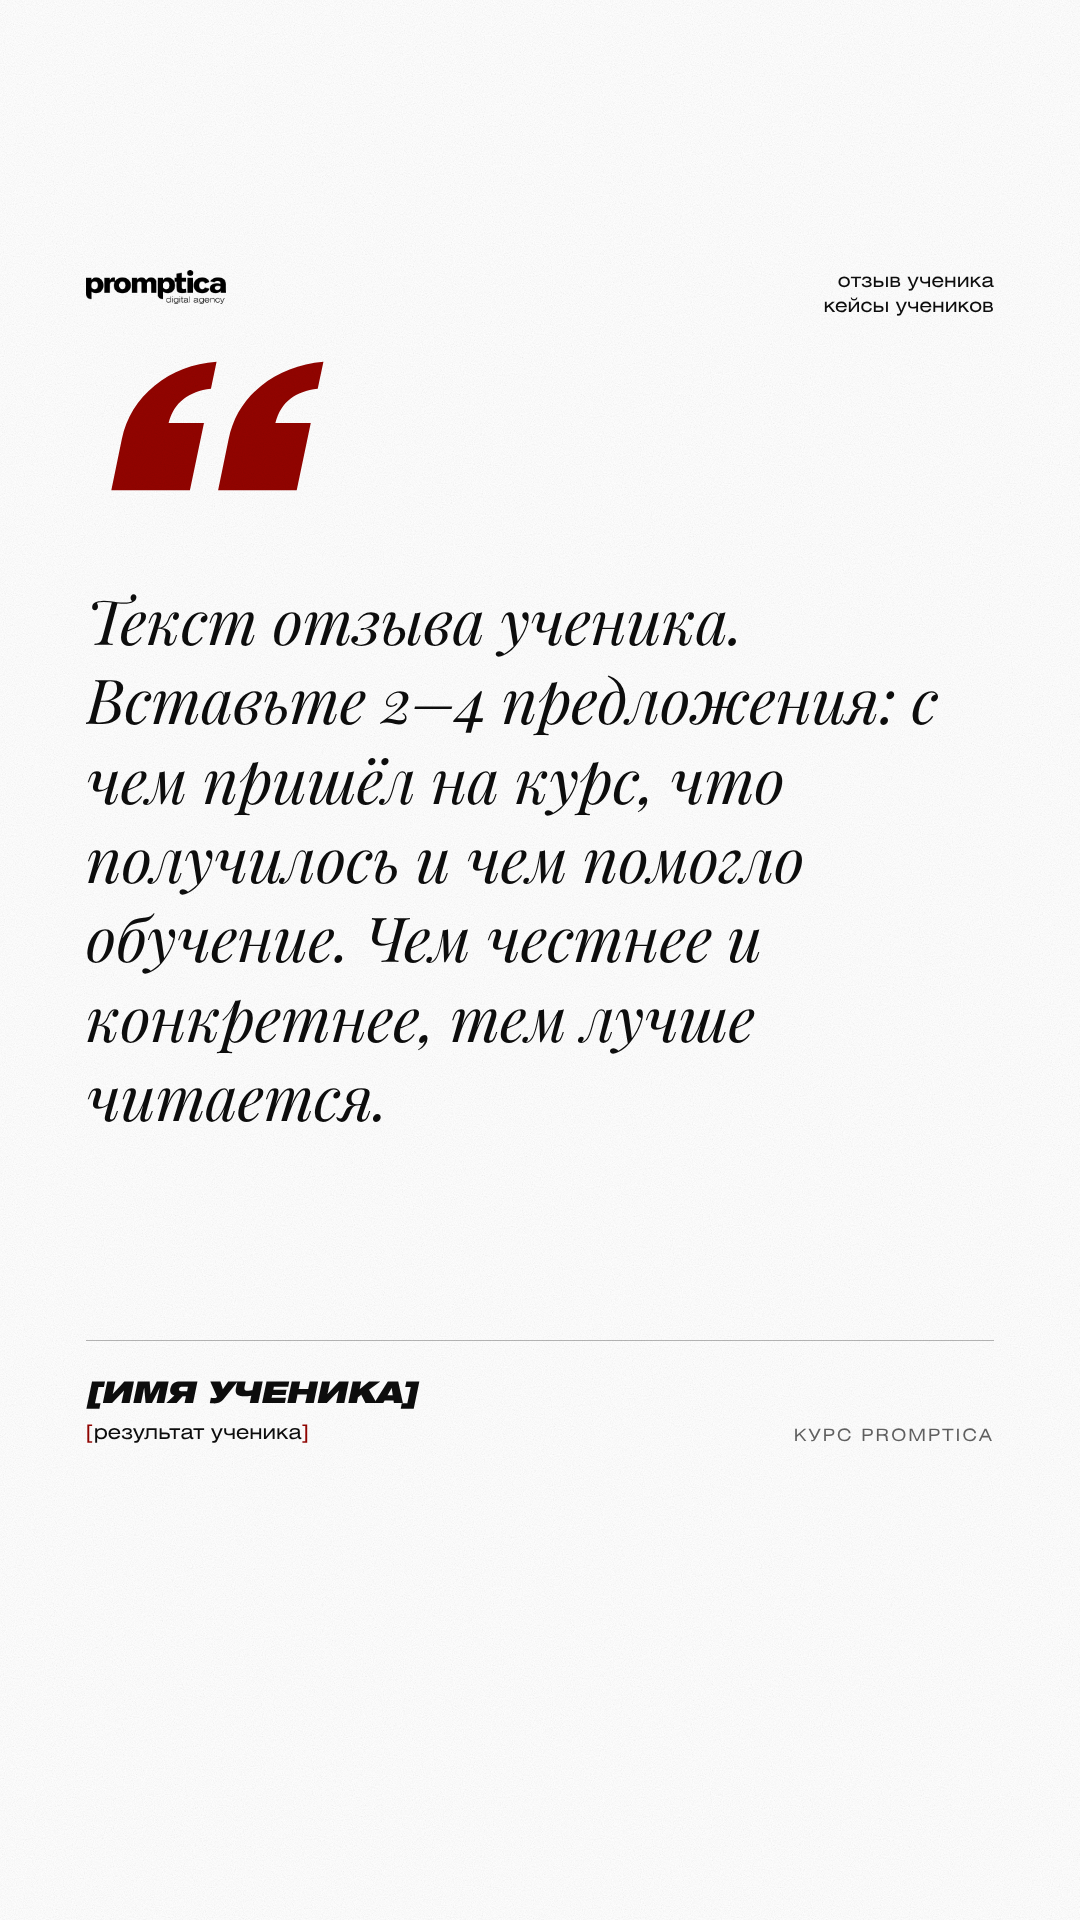 promptica
digital agency
отзыв ученика
кейсы учеников
“
Текст отзыва ученика.
Вставьте 2—4 предложения: с
чем пришёл на курс, что
получилось и чем помогло
обучение. Чем честнее и
конкретнее, тем лучше
читается.
[ИМЯ УЧЕНИКА]
[результат ученика]
КУРС PROMPTICA